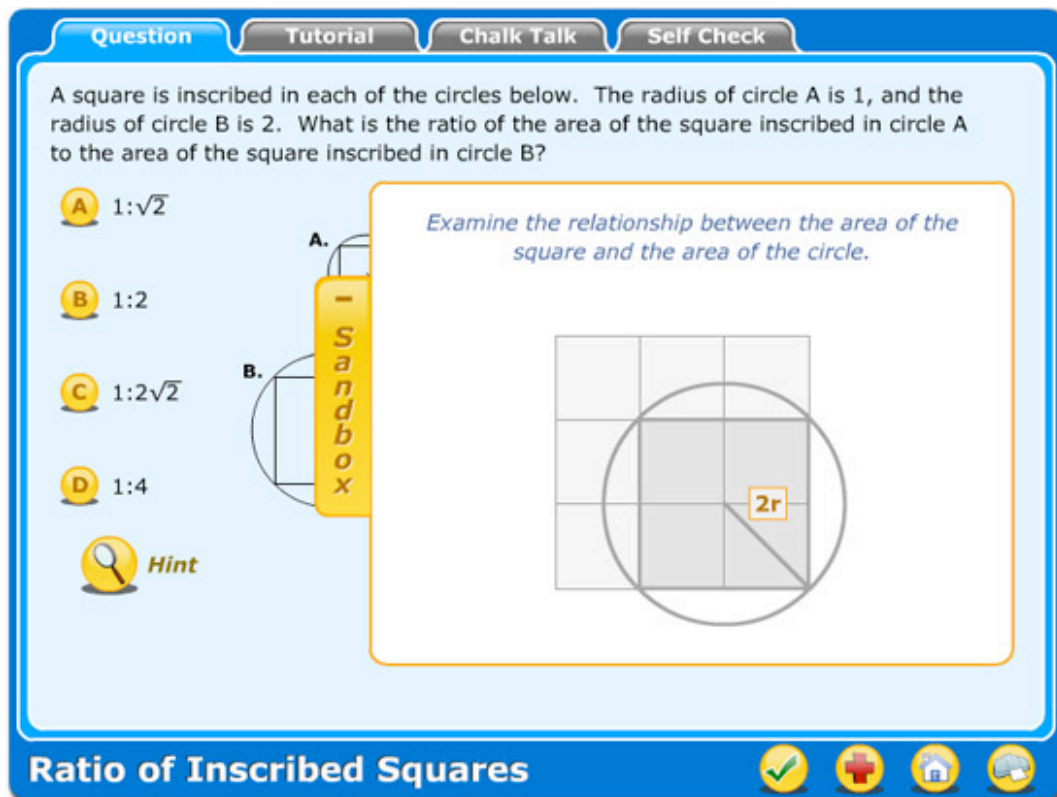 Question Tutorial Chalk Talk Self Check
A square is inscribed in each of the circles below.  The radius of circle A is 1, and the
radius of circle B is 2.  What is the ratio of the area of the square inscribed in circle A
to the area of the square inscribed in circle B?
A 1:√2
B 1:2
C 1:2√2
D 1:4
Hint
A.
B.
Sandbox
Examine the relationship between the area of the
square and the area of the circle.
2r
Ratio of Inscribed Squares